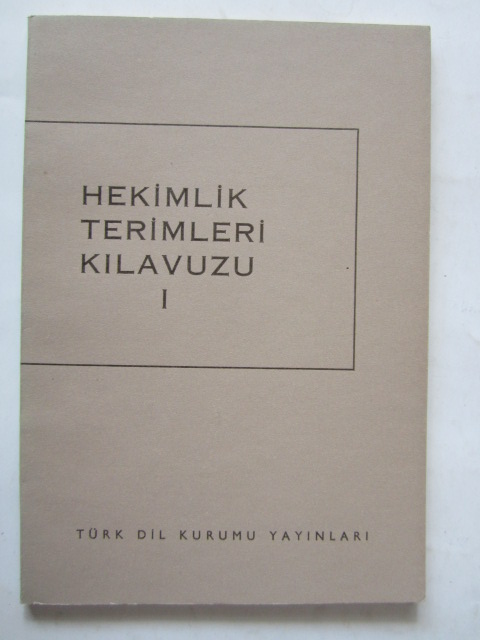 HEKİMLİK
TERİMLERİ
KILAVUZU
I
TÜRK DİL KURUMU YAYINLARI